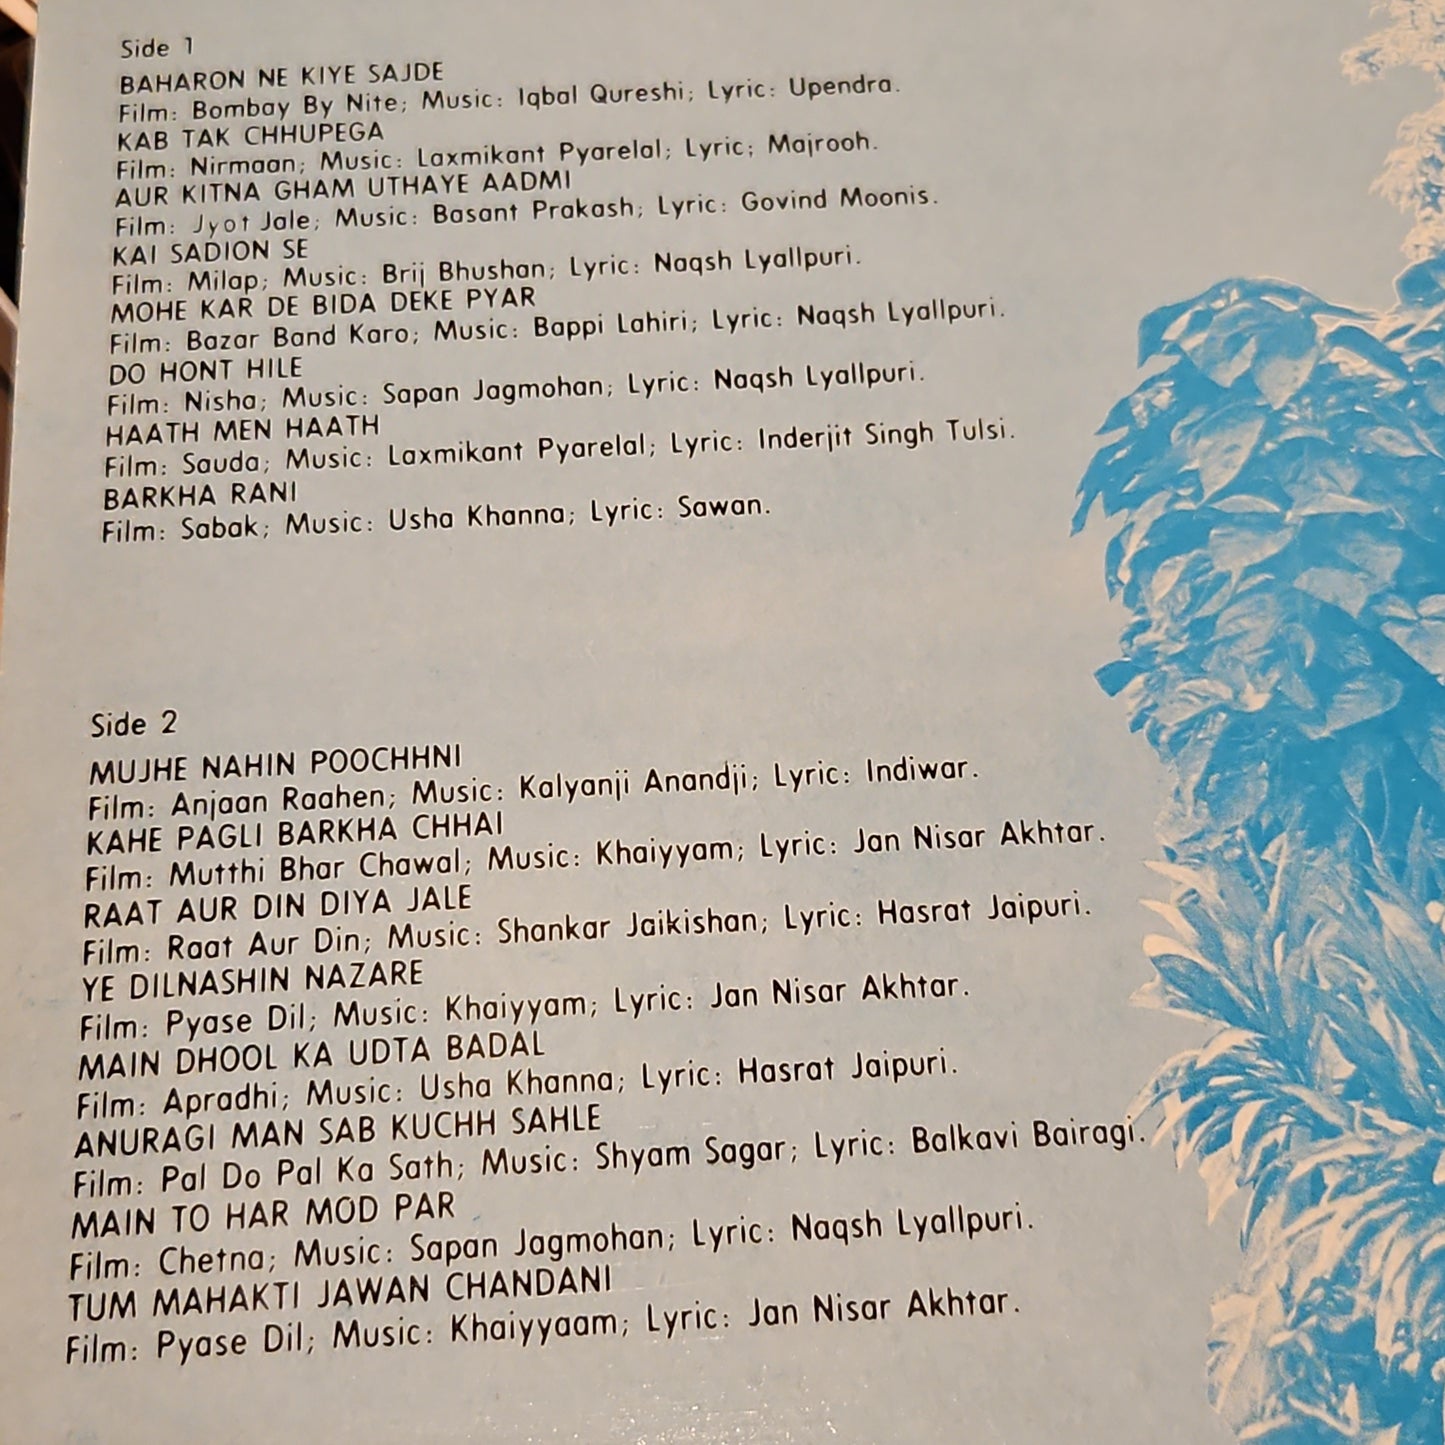 Side 1
BAHARON NE KIYE SAJDE
Film: Bombay By Nite; Music: Iqbal Qureshi; Lyric: Upendra.
KAB TAK CHHUPEGA
Film: Nirmaan; Music: Laxmikant Pyarelal; Lyric; Majrooh.
AUR KITNA GHAM UTHAYE AADMI
Film: Jyot Jale; Music: Basant Prakash; Lyric: Govind Moonis.
KAI SADION SE
Film: Milap; Music: Brij Bhushan; Lyric: Naqsh Lyallpuri.
MOHE KAR DE BIDA DEKE PYAR
Film: Bazar Band Karo; Music: Bappi Lahiri; Lyric: Naqsh Lyallpuri.
DO HONT HILE
Film: Nisha; Music: Sapan Jagmohan; Lyric: Naqsh Lyallpuri.
HAATH MEN HAATH
Film: Sauda; Music: Laxmikant Pyarelal; Lyric: Inderjit Singh Tulsi.
BARKHA RANI
Film: Sabak; Music: Usha Khanna; Lyric: Sawan.
Side 2
MUJHE NAHIN POOCHHNI
Film: Anjaan Raahen; Music: Kalyanji Anandji; Lyric: Indiwar.
KAHE PAGLI BARKHA CHHAI
Film: Mutthi Bhar Chawal; Music: Khaiyyam; Lyric: Jan Nisar Akhtar.
RAAT AUR DIN DIYA JALE
Film: Raat Aur Din; Music: Shankar Jaikishan; Lyric: Hasrat Jaipuri.
YE DILNASHIN NAZARE
Film: Pyase Dil; Music: Khaiyyam; Lyric: Jan Nisar Akhtar.
MAIN DHOOL KA UDTA BADAL
Film: Apradhi; Music: Usha Khanna; Lyric: Hasrat Jaipuri.
ANURAGI MAN SAB KUCHH SAHLE
Film: Pal Do Pal Ka Sath; Music: Shyam Sagar; Lyric: Balkavi Bairagi.
MAIN TO HAR MOD PAR
Film: Chetna; Music: Sapan Jagmohan; Lyric: Naqsh Lyallpuri.
TUM MAHAKTI JAWAN CHANDANI
Film: Pyase Dil; Music: Khaiyyaam; Lyric: Jan Nisar Akhtar.